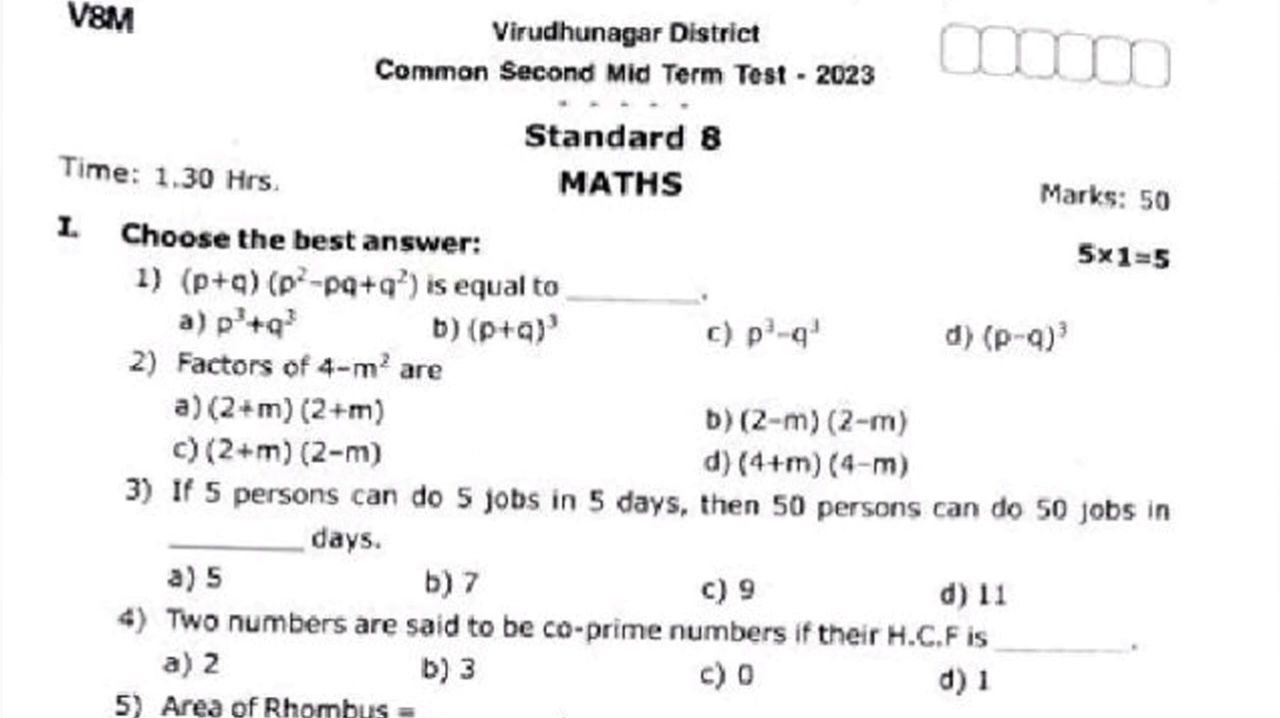 V8M
Virudhunagar District
Common Second Mid Term Test - 2023
- - - - -
Standard 8
Time: 1.30 Hrs.
MATHS
Marks: 50
I. Choose the best answer:
5×1=5
1) (p+q) (p²-pq+q²) is equal to ________.
a) p³+q³ b) (p+q)³ c) p³-q³ d) (p-q)³
2) Factors of 4-m² are
a) (2+m) (2+m) b) (2-m) (2-m)
c) (2+m) (2-m) d) (4+m) (4-m)
3) If 5 persons can do 5 jobs in 5 days, then 50 persons can do 50 jobs in
________ days.
a) 5 b) 7 c) 9 d) 11
4) Two numbers are said to be co-prime numbers if their H.C.F is ________.
a) 2 b) 3 c) 0 d) 1
5) Area of Rhombus =